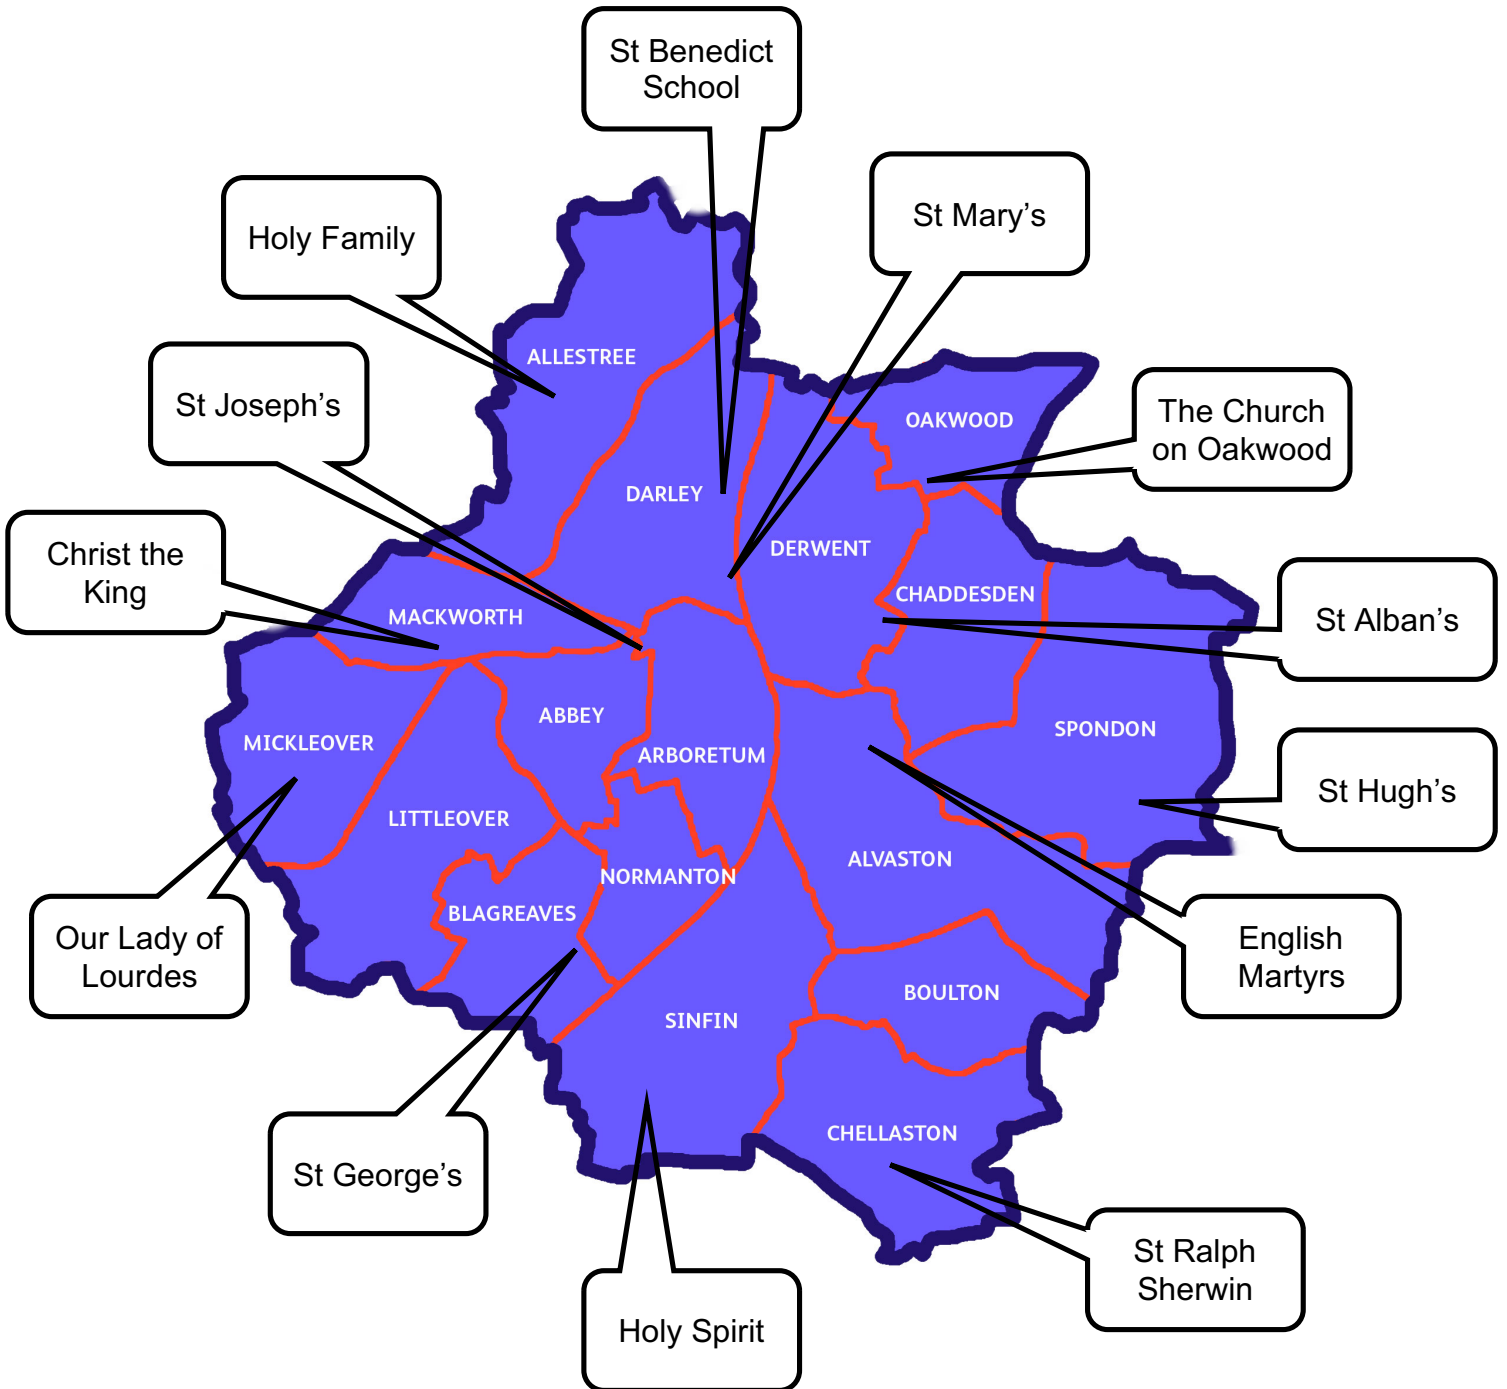 St Benedict
School
St Mary’s
Holy Family
ALLESTREE
St Joseph’s
OAKWOOD
The Church
on Oakwood
DARLEY
DERWENT
Christ the
King
CHADDESDEN
MACKWORTH
St Alban’s
ABBEY
SPONDON
MICKLEOVER
ARBORETUM
St Hugh’s
LITTLEOVER
ALVASTON
NORMANTON
BLAGREAVES
Our Lady of
Lourdes
English
Martyrs
BOULTON
SINFIN
CHELLASTON
St George’s
St Ralph
Sherwin
Holy Spirit